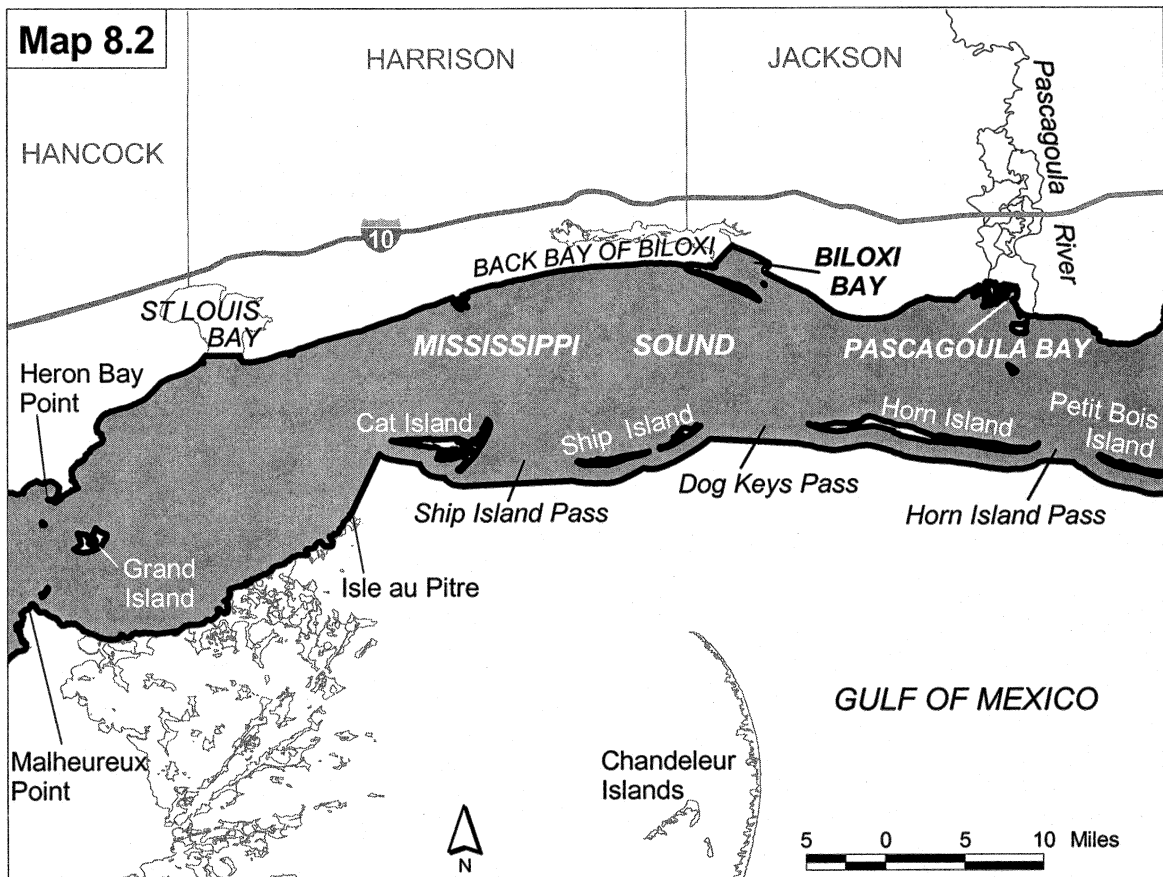 Map 8.2
HARRISON
JACKSON
HANCOCK
Pascagoula
River
10
BACK BAY OF BILOXI
BILOXI
BAY
ST LOUIS
BAY
MISSISSIPPI SOUND
PASCAGOULA BAY
Heron Bay
Point
Cat Island
Ship Island
Horn Island
Petit Bois
Island
Ship Island Pass
Dog Keys Pass
Horn Island Pass
Grand
Island
Isle au Pitre
GULF OF MEXICO
Malheureux
Point
Chandeleur
Islands
N
5 0 5 10 Miles